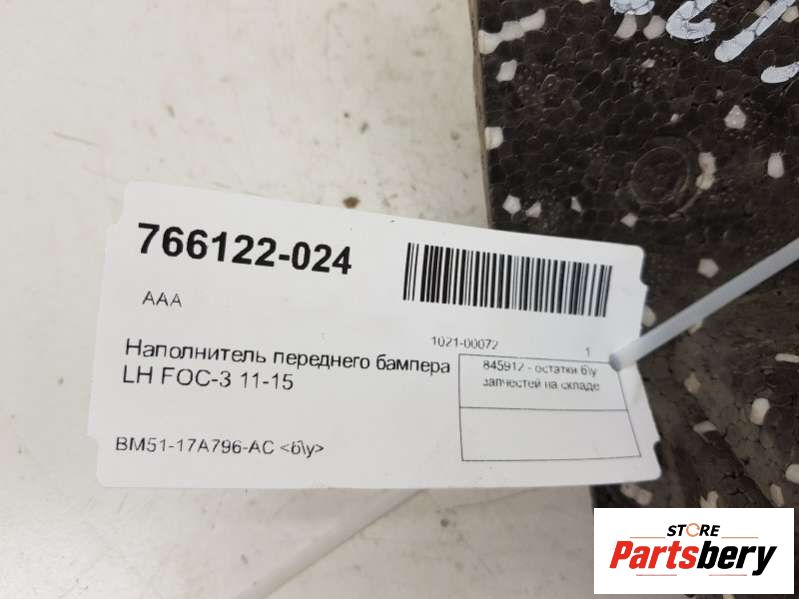 766122-024
AAA
1021-00072 1
Наполнитель переднего бампера
LH FOC-3 11-15
845912 - остатки б\у
запчестей на складе
BM51-17A796-AC <б\у>
STORE
Partsbery